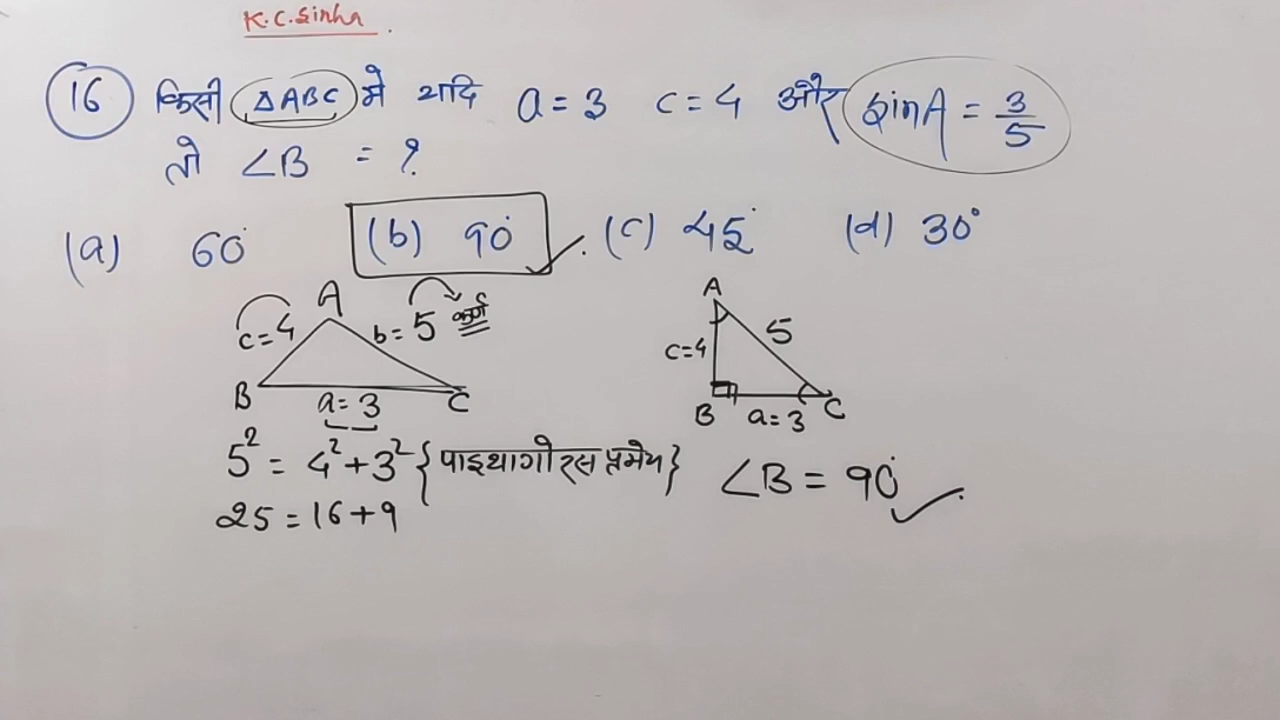 K.C.Sinha
16 किसी △ABC मे यदि a = 3 c = 4 और sinA = 3/5
तो ∠B = ?
(a) 60° (b) 90° (c) 45° (d) 30°
A
c = 4 b = 5 कर्ण
B a = 3 C
A
c=4 5
B a = 3 C
5² = 4² + 3² {पाइथागोरस प्रमेय}
25 = 16 + 9
∠B = 90°